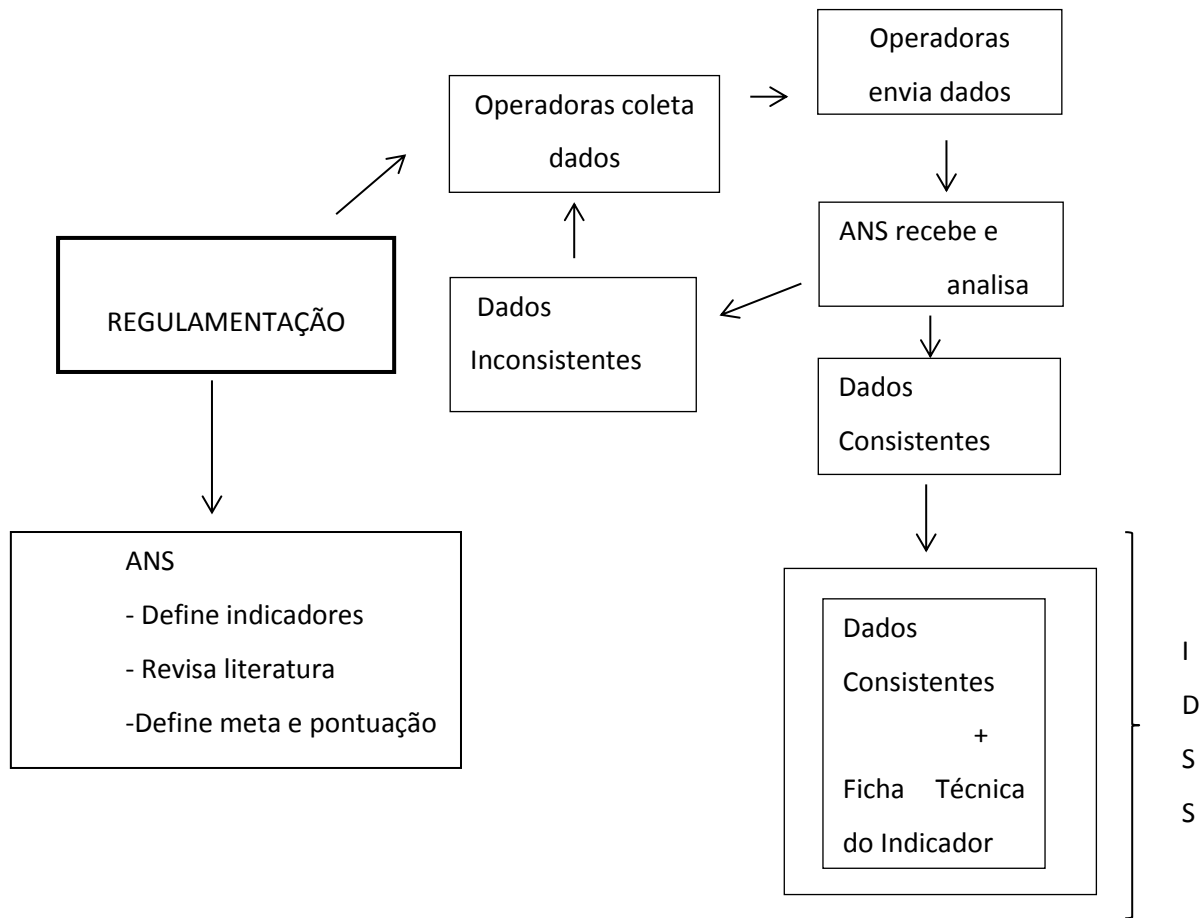 Operadoras
envia dados
Operadoras coleta
dados
ANS recebe e
analisa
REGULAMENTAÇÃO
Dados
Inconsistentes
Dados
Consistentes
ANS
- Define indicadores
- Revisa literatura
-Define meta e pontuação
Dados
Consistentes
+
Ficha Técnica
do Indicador
I
D
S
S